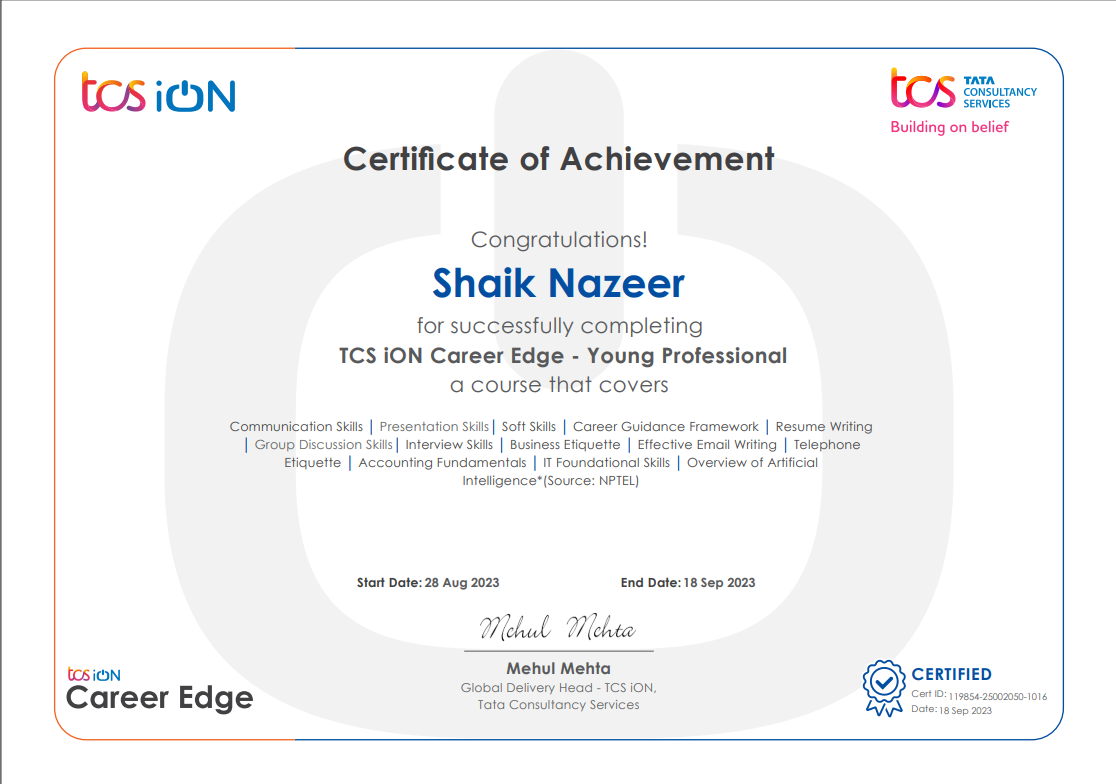 tcs iON
tcs TATA
CONSULTANCY
SERVICES
Building on belief
Certificate of Achievement
Congratulations!
Shaik Nazeer
for successfully completing
TCS iON Career Edge - Young Professional
a course that covers
Communication Skills | Presentation Skills | Soft Skills | Career Guidance Framework | Resume Writing
| Group Discussion Skills | Interview Skills | Business Etiquette | Effective Email Writing | Telephone
Etiquette | Accounting Fundamentals | IT Foundational Skills | Overview of Artificial
Intelligence*(Source: NPTEL)
Start Date: 28 Aug 2023 End Date: 18 Sep 2023
Mehul Mehta
Mehul Mehta
Global Delivery Head - TCS iON,
Tata Consultancy Services
tcs iON
Career Edge
CERTIFIED
Cert ID: 119854-25002050-1016
Date: 18 Sep 2023